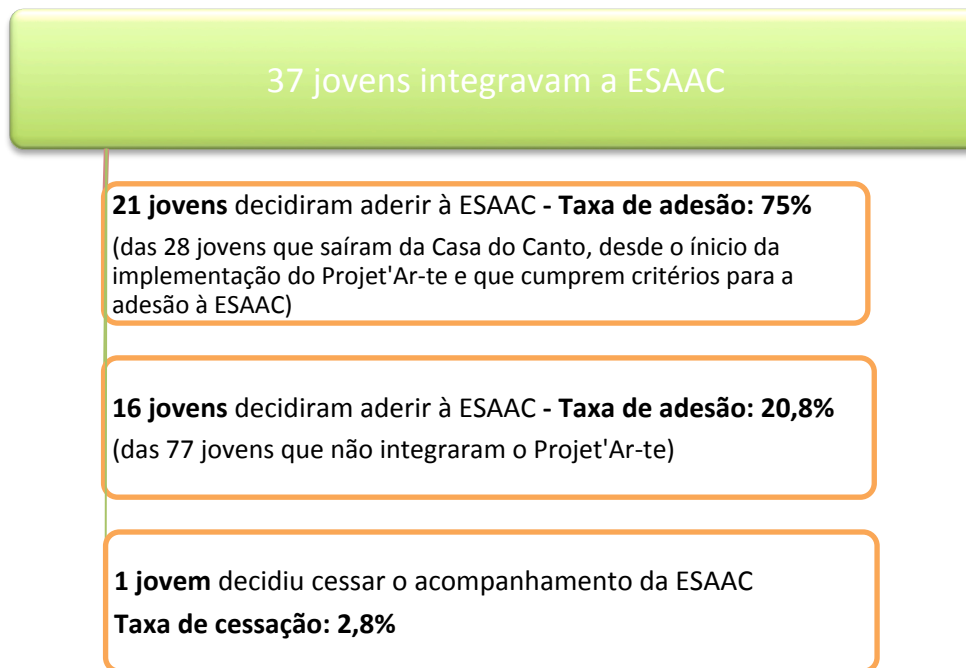 37 jovens integravam a ESAAC
21 jovens decidiram aderir à ESAAC - Taxa de adesão: 75%
(das 28 jovens que saíram da Casa do Canto, desde o ínicio da
implementação do Projet'Ar-te e que cumprem critérios para a
adesão à ESAAC)
16 jovens decidiram aderir à ESAAC - Taxa de adesão: 20,8%
(das 77 jovens que não integraram o Projet'Ar-te)
1 jovem decidiu cessar o acompanhamento da ESAAC
Taxa de cessação: 2,8%